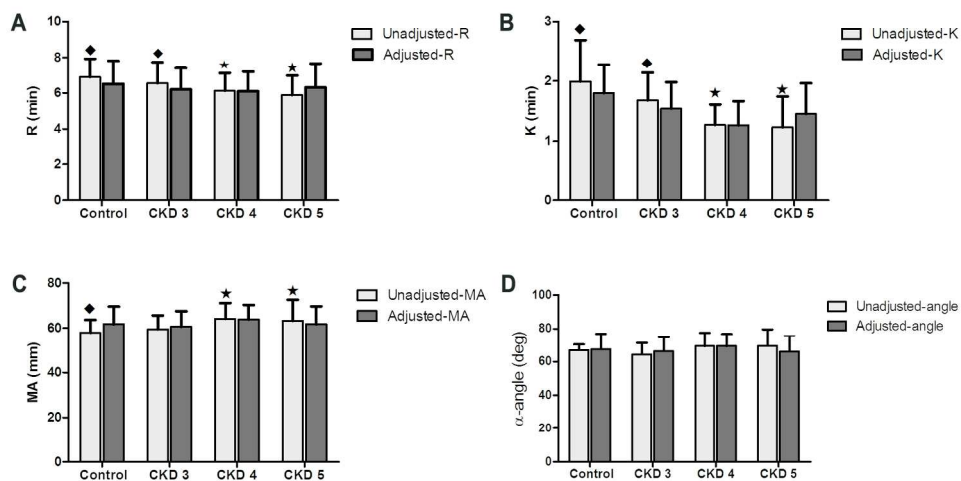 A
Unadjusted-R
Adjusted-R
R (min)
10
8
6
4
2
0
Control CKD 3 CKD 4 CKD 5
B
Unadjusted-K
Adjusted-K
K (min)
3
2
1
0
Control CKD 3 CKD 4 CKD 5
C
Unadjusted-MA
Adjusted-MA
MA (mm)
80
60
40
20
0
Control CKD 3 CKD 4 CKD 5
D
Unadjusted-angle
Adjusted-angle
α-angle (deg)
100
80
60
40
20
0
Control CKD 3 CKD 4 CKD 5